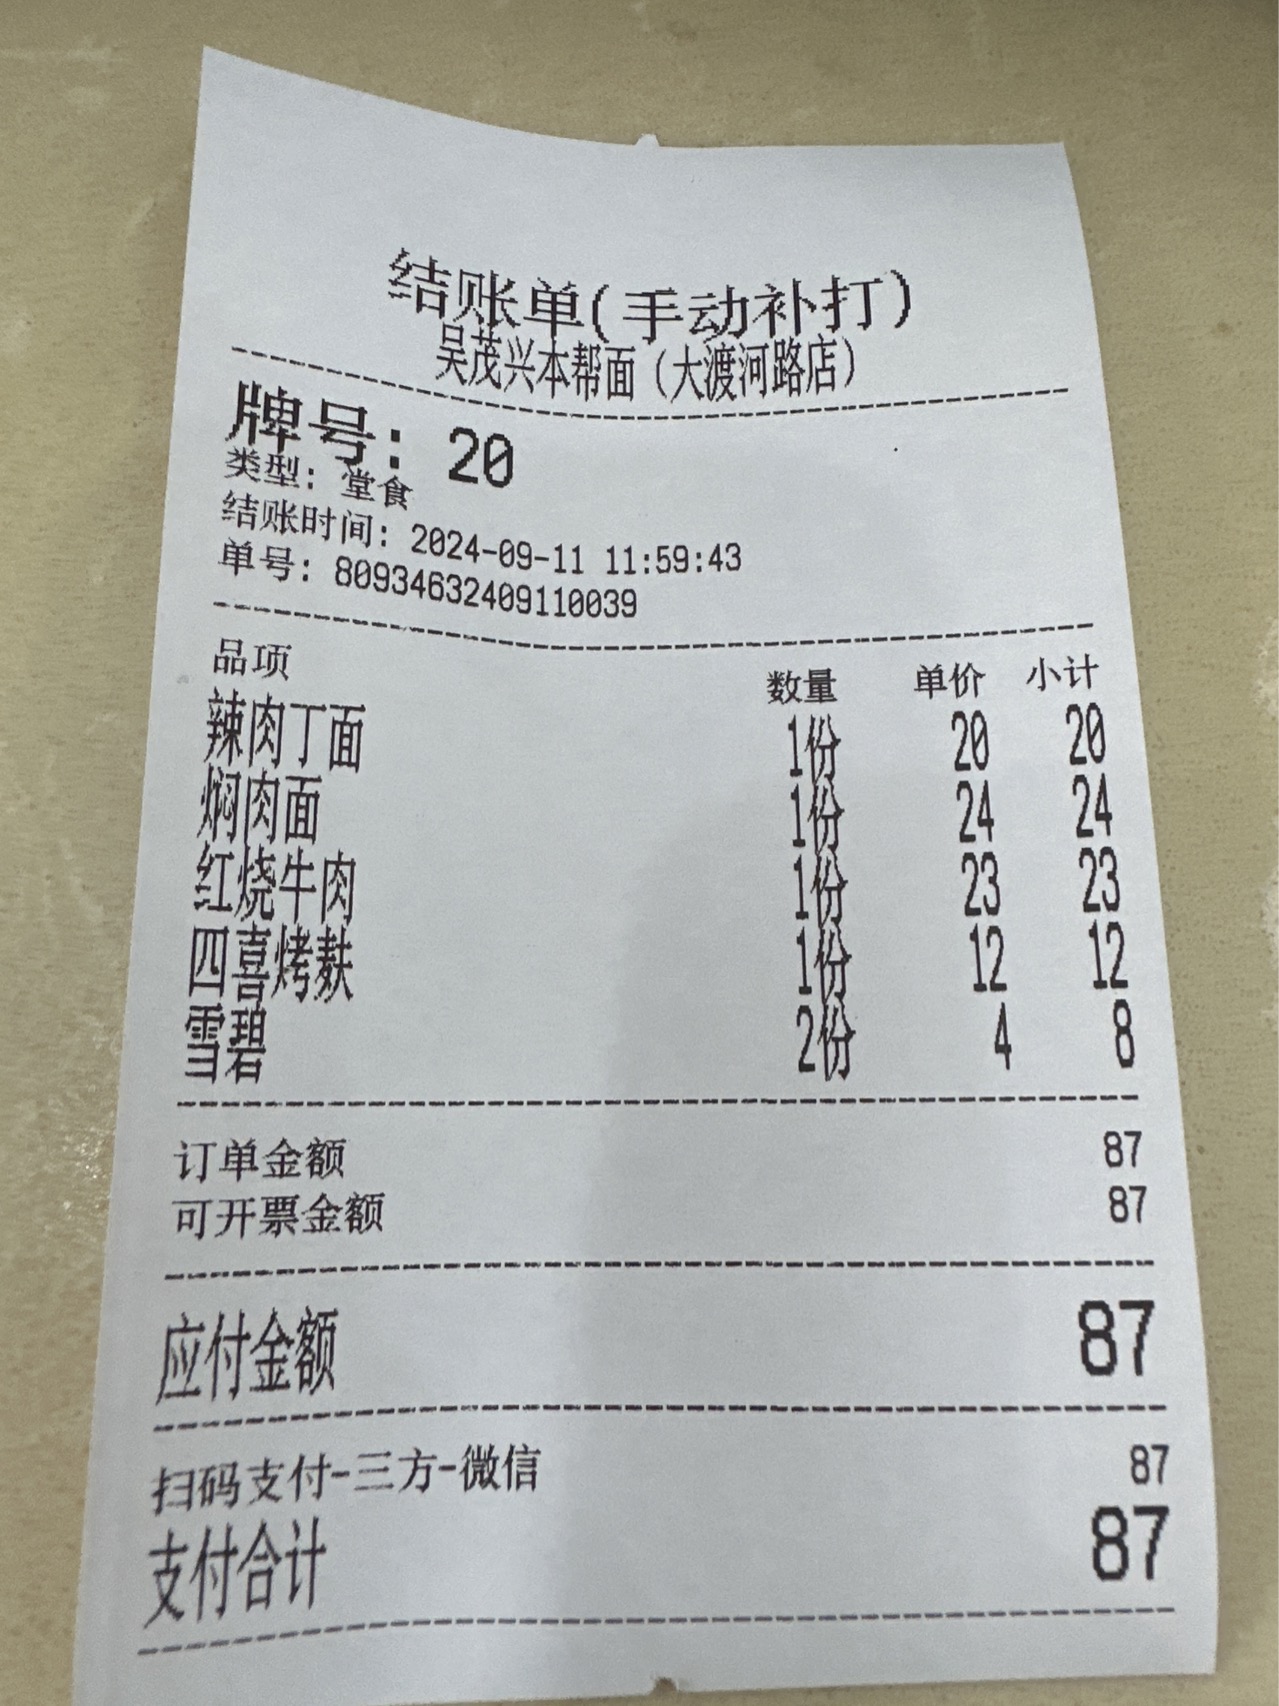 结账单(手动补打)
吴茂兴本帮面（大渡河路店）
牌号: 20
类型: 堂食
结账时间: 2024-09-11 11:59:43
单号: 80934632409110039
品项 数量 单价 小计
辣肉丁面 1份 20 20
焖肉面 1份 24 24
红烧牛肉 1份 23 23
四喜烤麸 1份 12 12
雪碧 2份 4 8
订单金额 87
可开票金额 87
应付金额 87
扫码支付-三方-微信 87
支付合计 87